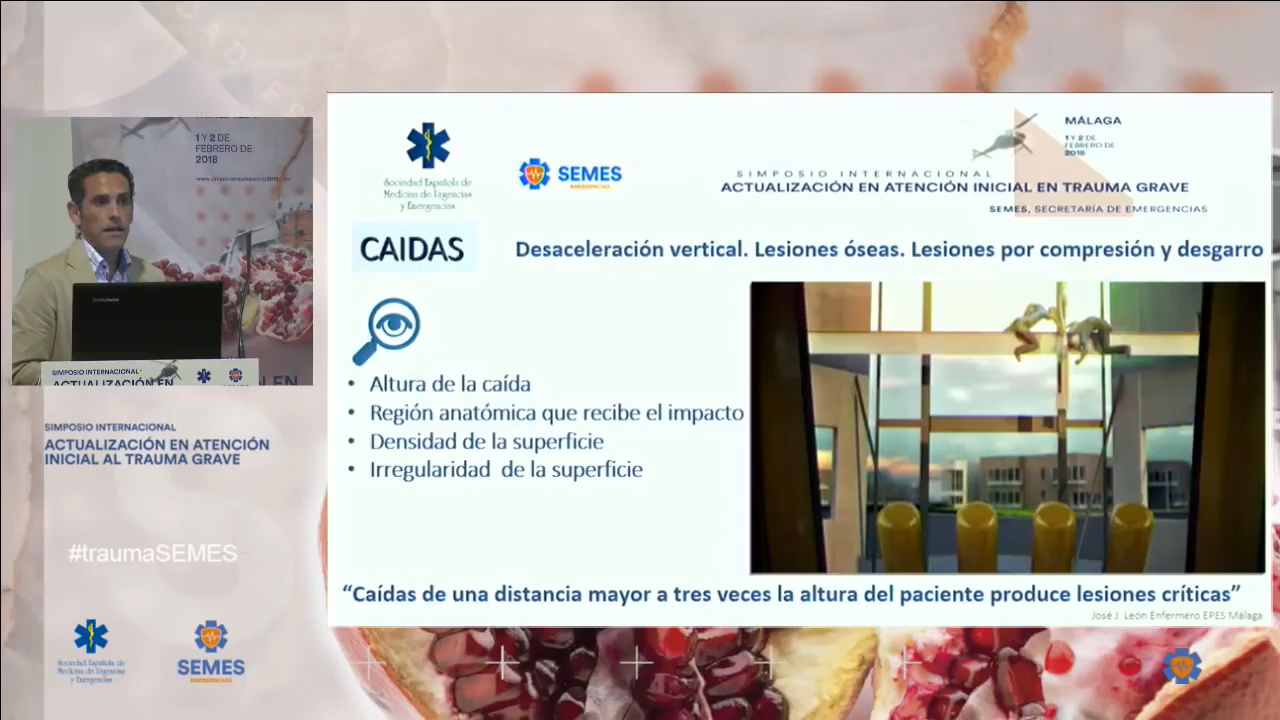 1 Y 2 DE
FEBRERO DE
2018
SIMPOSIO INTERNACIONAL
ACTUALIZACIÓN EN
SIMPOSIO INTERNACIONAL
ACTUALIZACIÓN EN ATENCIÓN
INICIAL AL TRAUMA GRAVE
#traumaSEMES
Sociedad Española de
Medicina de Urgencias
y Emergencias
SEMES
EMERGENCIAS
Sociedad Española de
Medicina de Urgencias
y Emergencias
SEMES
EMERGENCIAS
MÁLAGA
1 Y 2 DE
FEBRERO DE
2018
SIMPOSIO INTERNACIONAL
ACTUALIZACIÓN EN ATENCIÓN INICIAL EN TRAUMA GRAVE
SEMES, SECRETARÍA DE EMERGENCIAS
CAIDAS
Desaceleración vertical. Lesiones óseas. Lesiones por compresión y desgarro
• Altura de la caída
• Región anatómica que recibe el impacto
• Densidad de la superficie
• Irregularidad de la superficie
“Caídas de una distancia mayor a tres veces la altura del paciente produce lesiones críticas”
José J. León Enfermero EPES Málaga